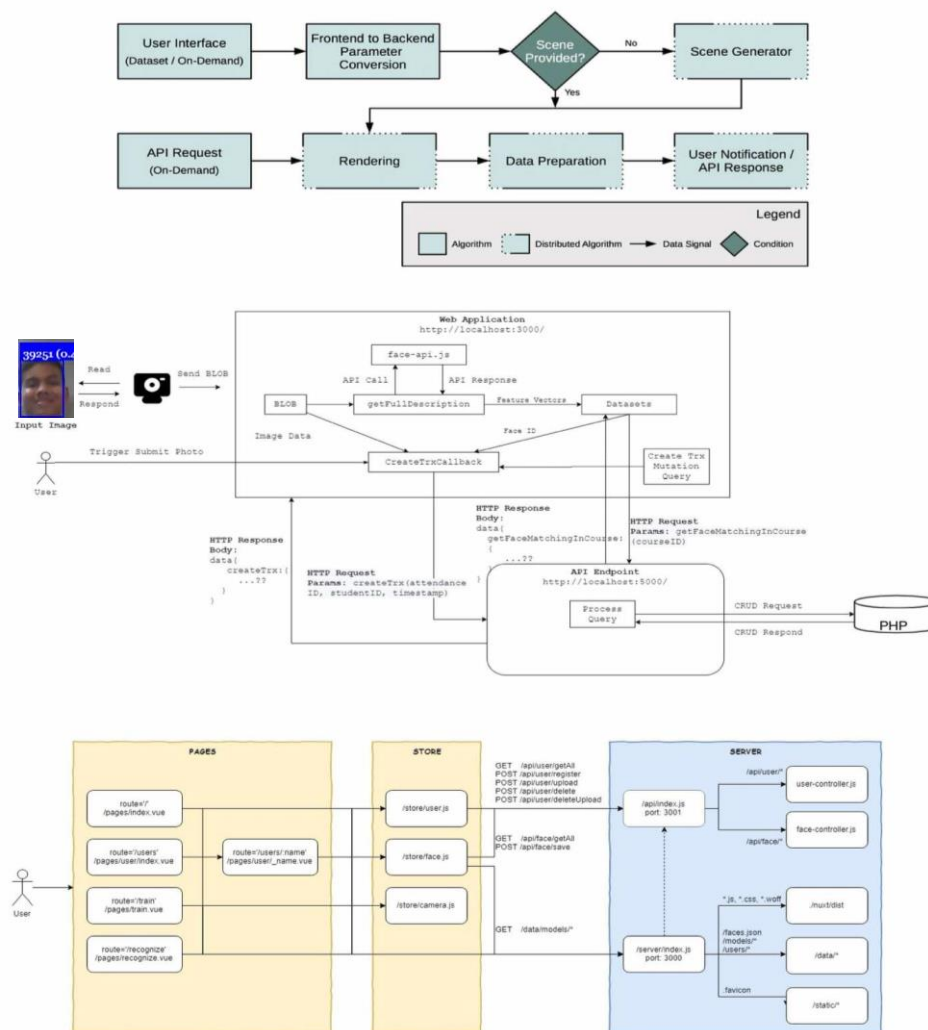 User Interface
(Dataset / On-Demand)
Frontend to Backend
Parameter
Conversion
Scene
Provided?
No
Yes
Scene Generator
API Request
(On-Demand)
Rendering
Data Preparation
User Notification /
API Response
Legend
Algorithm
Distributed Algorithm
Data Signal
Condition
Web Application
http://localhost:3000/
39251 (0.4
Read
Respond
Input Image
Send BLOB
face-api.js
API Call
API Response
BLOB
getFullDescription
Feature Vectors
Datasets
Image Data
Face ID
Trigger Submit Photo
User
CreateTrxCallback
Create Trx
Mutation
Query
HTTP Response
Body:
data{
createTrx:{
...??
}
}
HTTP Request
Params: createTrx(attendance
ID, studentID, timestamp)
HTTP Response
Body:
data{
getFaceMatchingInCourse:
{
...??
}
}
HTTP Request
Params: getFaceMatchingInCourse
(courseID)
API Endpoint
http://localhost:5000/
Process
Query
CRUD Request
CRUD Respond
PHP
PAGES
STORE
SERVER
User
route='/'
/pages/index.vue
route='/users'
/pages/user/index.vue
route='/users/:name'
/pages/user/_name.vue
route='/train'
/pages/train.vue
route='/recognize'
/pages/recognize.vue
/store/user.js
/store/face.js
/store/camera.js
GET /api/user/getAll
POST /api/user/register
POST /api/user/upload
POST /api/user/delete
POST /api/user/deleteUpload
GET /api/face/getAll
POST /api/face/save
GET /data/models/*
/api/index.js
port: 3001
/server/index.js
port: 3000
/api/user/*
user-controller.js
face-controller.js
/api/face/*
*.js, *.css, *.woff
./nuxt/dist
/faces.json
/models/*
/users/*
/data/*
.favicon
/static/*